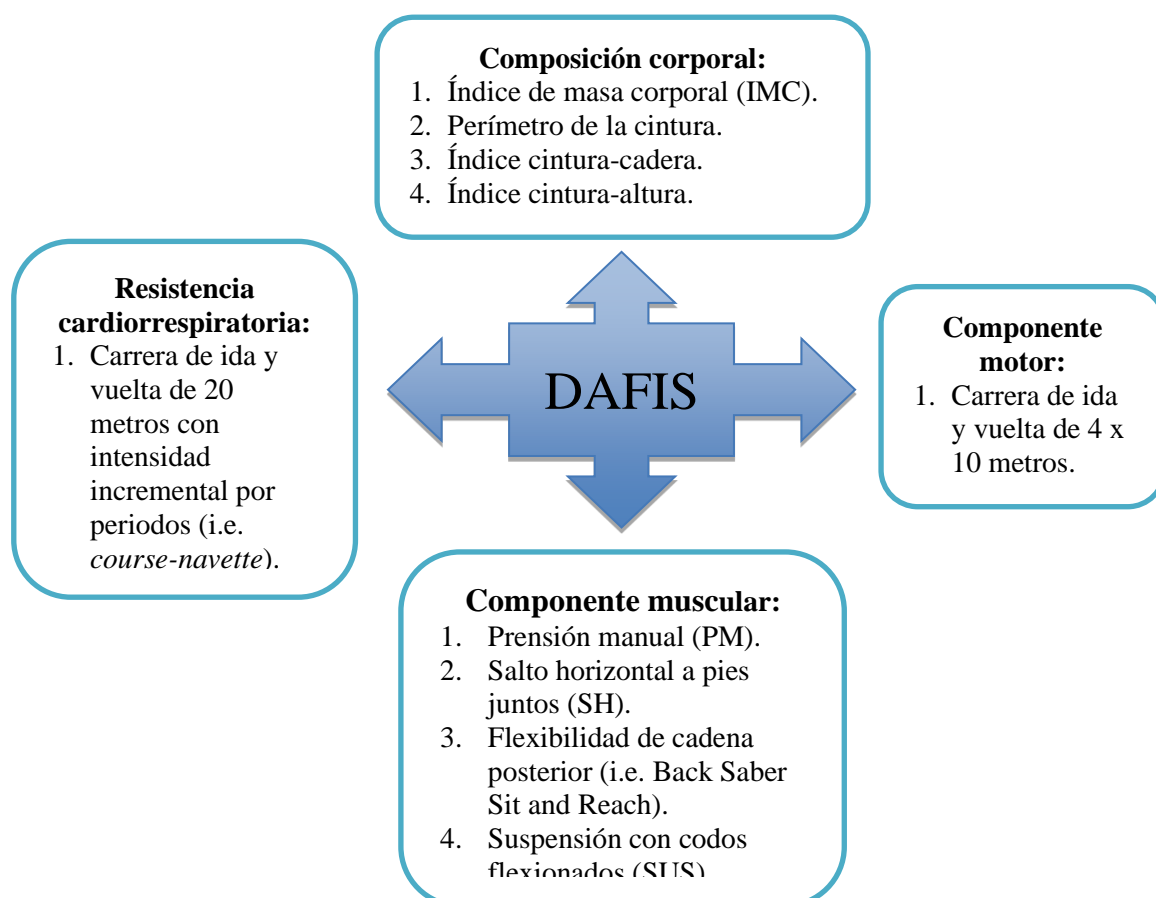 Composición corporal:
1. Índice de masa corporal (IMC).
2. Perímetro de la cintura.
3. Índice cintura-cadera.
4. Índice cintura-altura.
Resistencia
cardiorrespiratoria:
1. Carrera de ida y
vuelta de 20
metros con
intensidad
incremental por
periodos (i.e.
course-navette).
DAFIS
Componente
motor:
1. Carrera de ida
y vuelta de 4 x
10 metros.
Componente muscular:
1. Prensión manual (PM).
2. Salto horizontal a pies
juntos (SH).
3. Flexibilidad de cadena
posterior (i.e. Back Saber
Sit and Reach).
4. Suspensión con codos
flexionados (SUS)